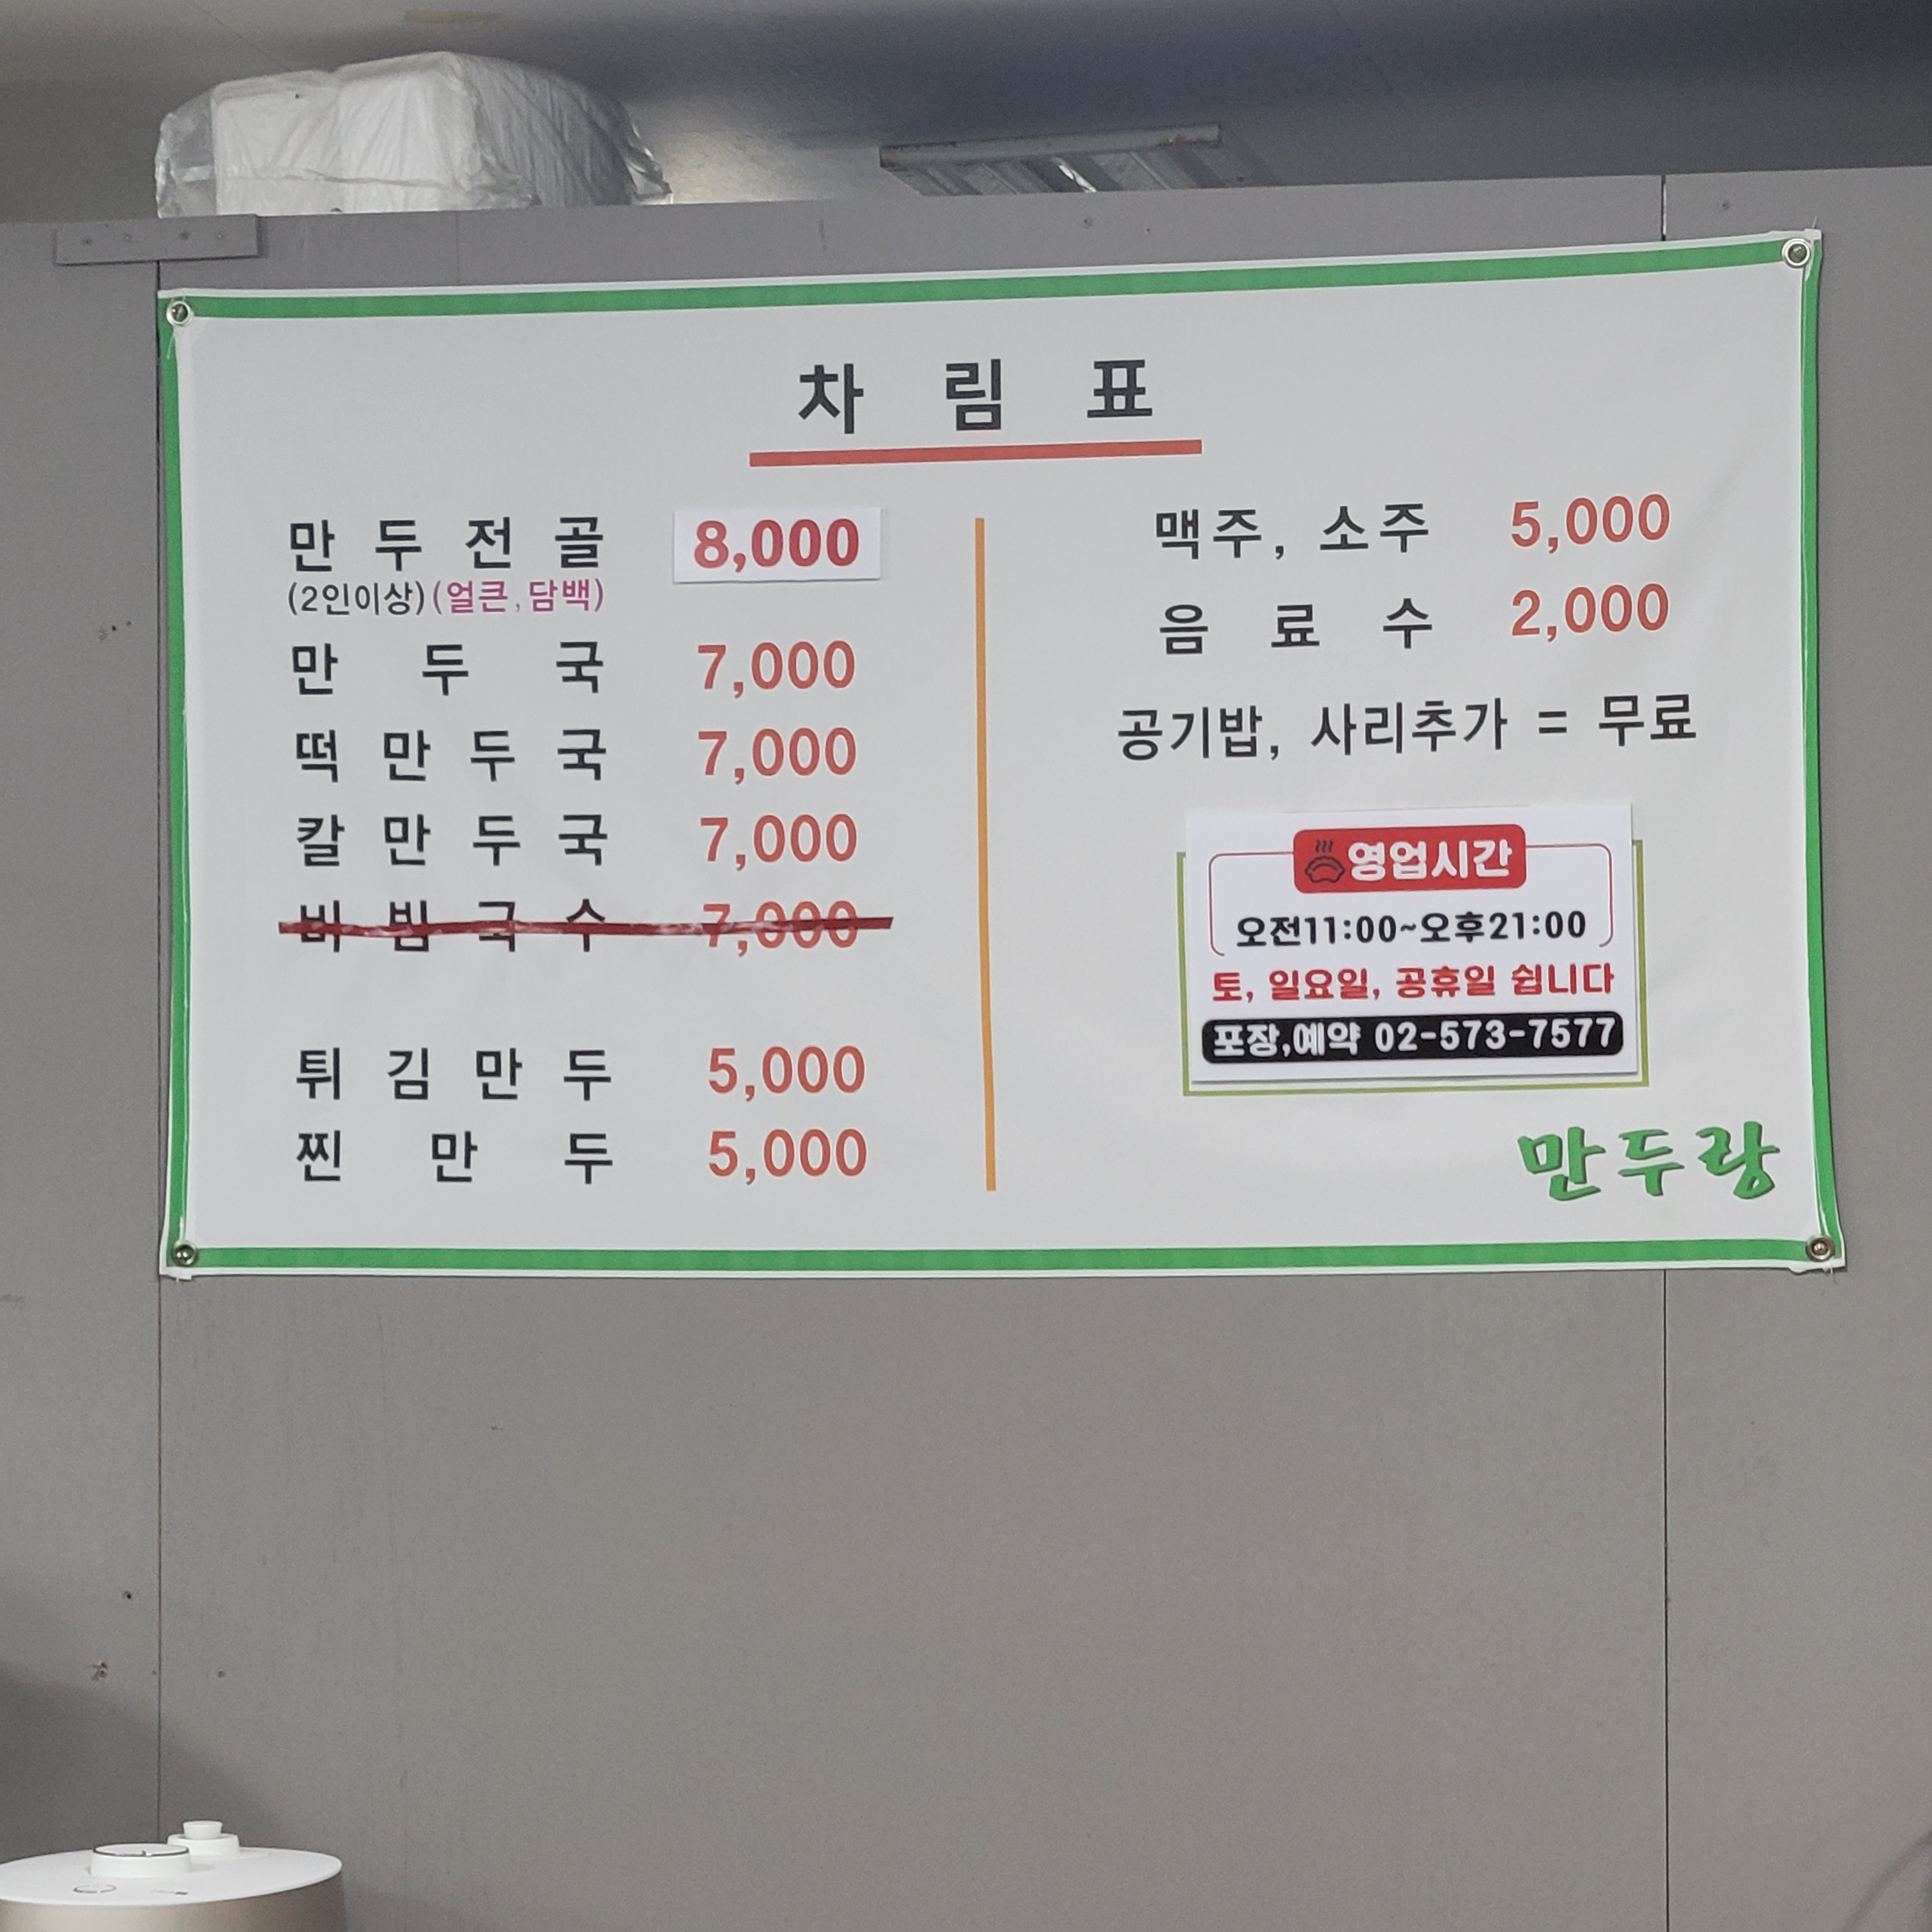 차림표
만두전골 8,000
(2인이상)(얼큰,담백)
만두국 7,000
떡만두국 7,000
칼만두국 7,000
비빔국수 7,000
튀김만두 5,000
찐만두 5,000
맥주, 소주 5,000
음료수 2,000
공기밥, 사리추가 = 무료
영업시간
오전11:00~오후21:00
토, 일요일, 공휴일 쉽니다
포장,예약 02-573-7577
만두랑